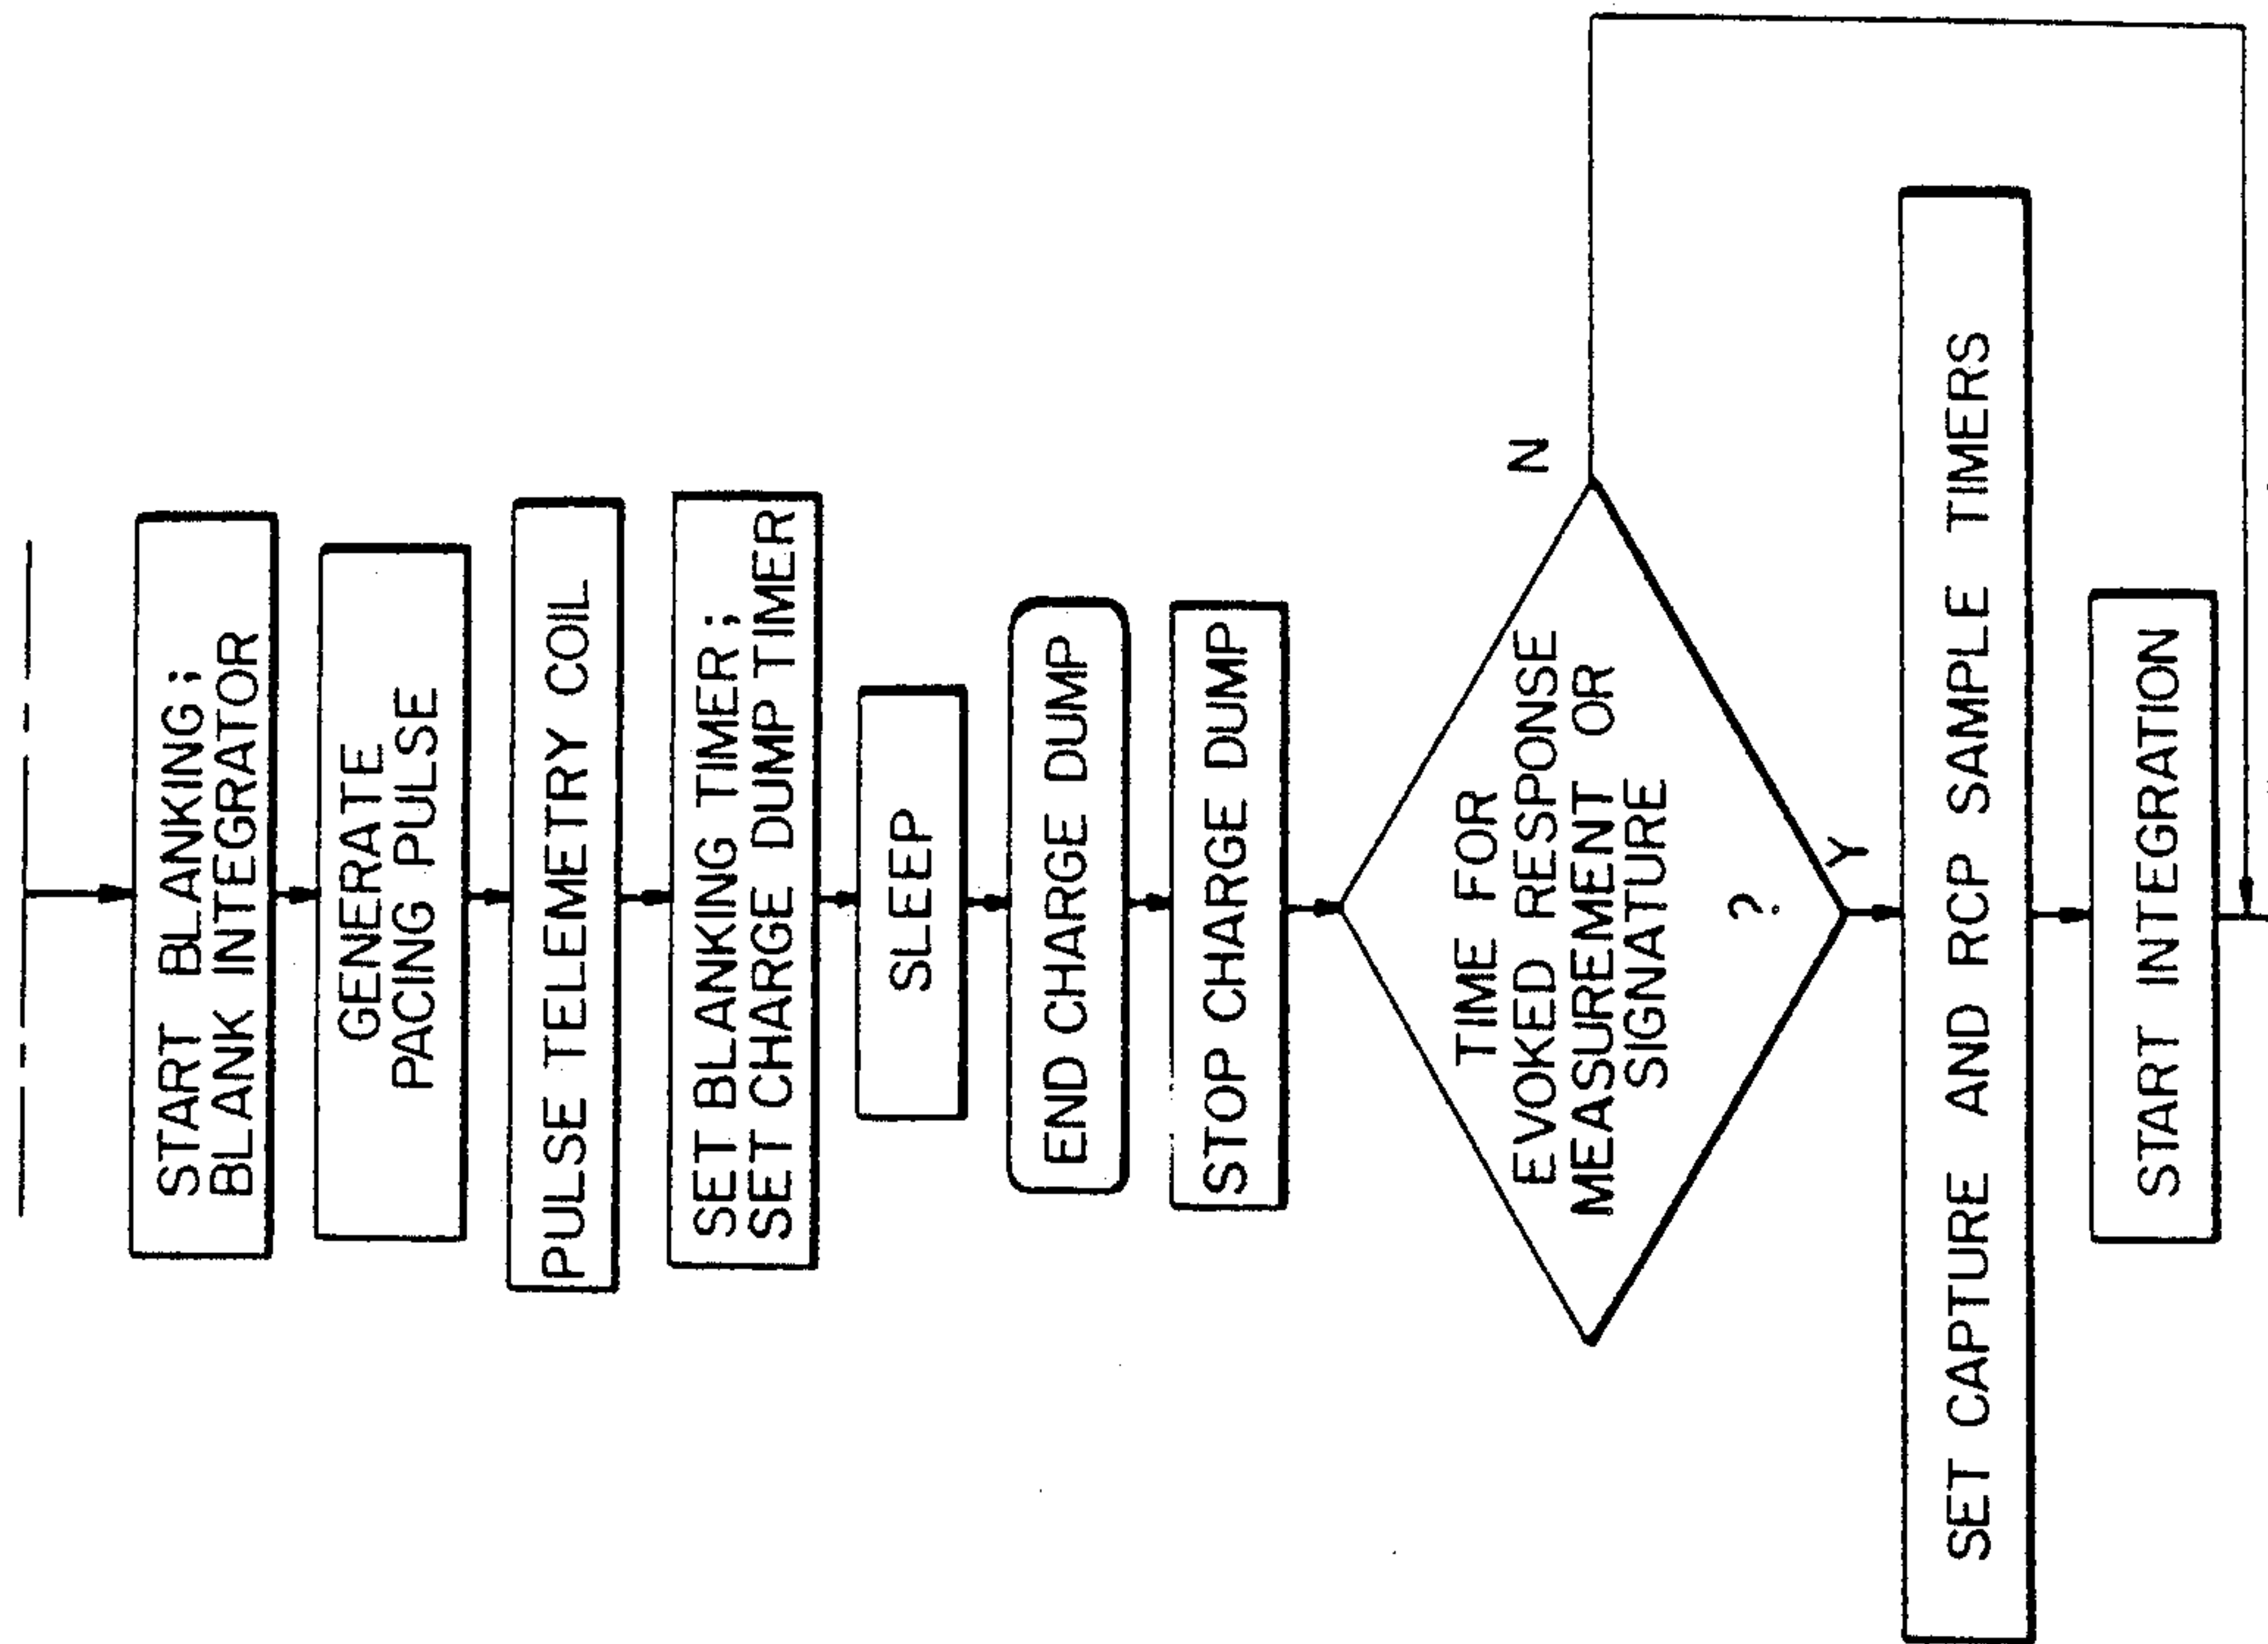 START BLANKING;
BLANK INTEGRATOR
GENERATE
PACING PULSE
PULSE TELEMETRY COIL
SET BLANKING TIMER;
SET CHARGE DUMP TIMER
SLEEP
END CHARGE DUMP
STOP CHARGE DUMP
TIME FOR
EVOKED RESPONSE
MEASUREMENT OR
SIGNATURE
?
N
Y
SET CAPTURE AND RCP SAMPLE TIMERS
START INTEGRATION